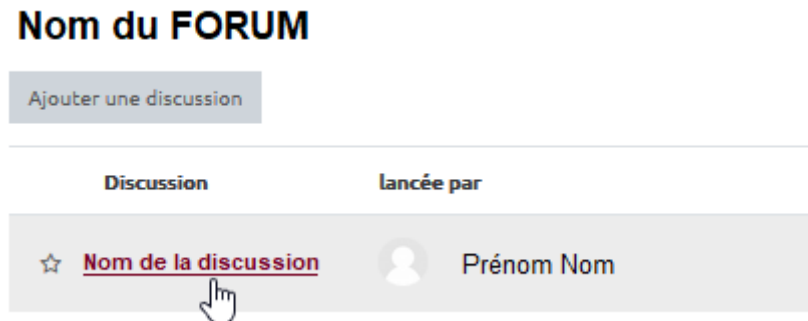 Nom du FORUM
Ajouter une discussion
Discussion lancée par
Nom de la discussion Prénom Nom